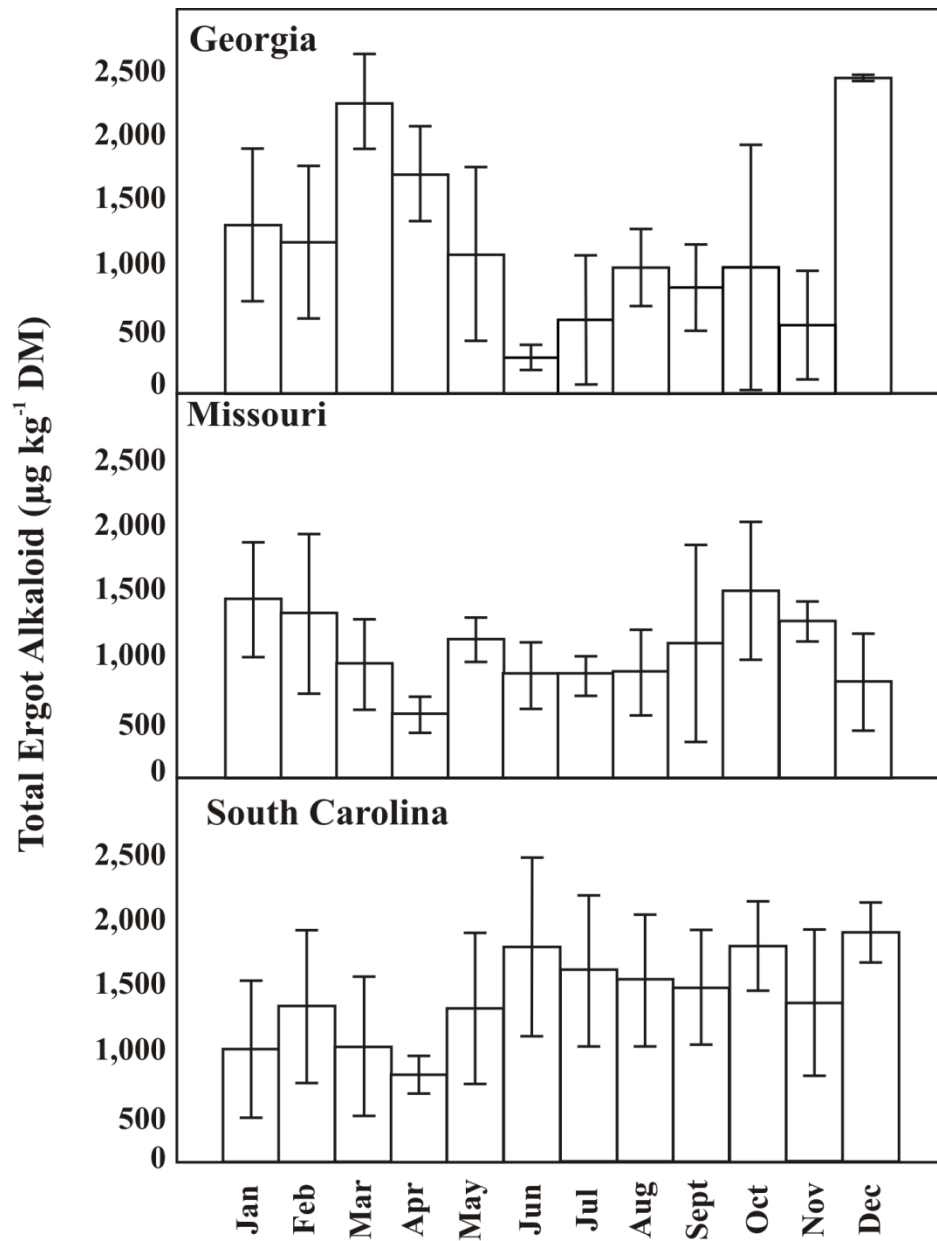 Total Ergot Alkaloid (µg kg⁻¹ DM)
Georgia
2,500
2,000
1,500
1,000
500
0
Missouri
2,500
2,000
1,500
1,000
500
0
South Carolina
2,500
2,000
1,500
1,000
500
0
Jan
Feb
Mar
Apr
May
Jun
Jul
Aug
Sept
Oct
Nov
Dec